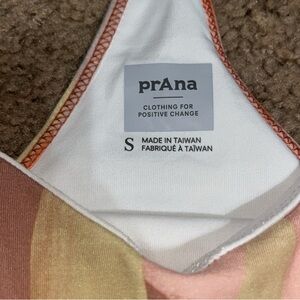 prAna
CLOTHING FOR
POSITIVE CHANGE
S MADE IN TAIWAN
FABRIQUÉ À TAÏWAN